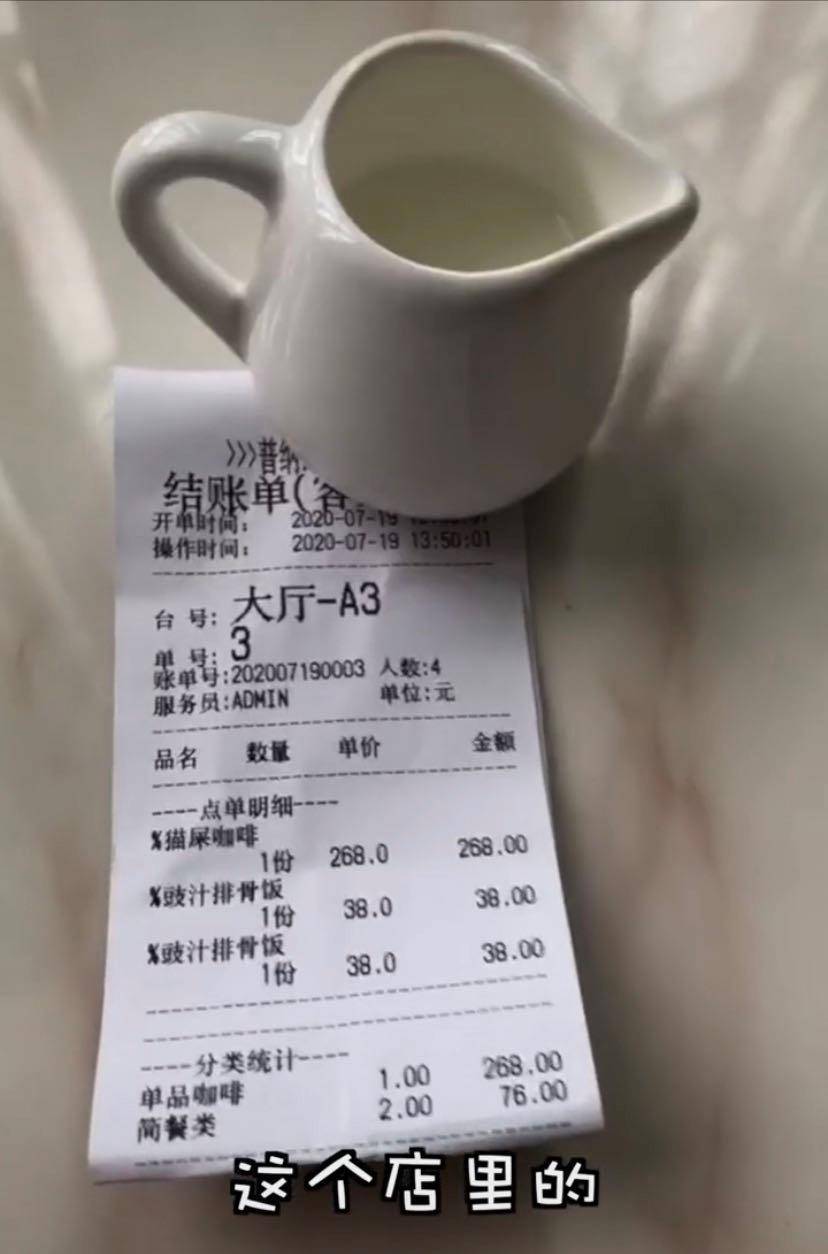 >>>普纳
结账单(客
开单时间: 2020-07-19
操作时间: 2020-07-19 13:50:01
台 号: 大厅-A3
单 号: 3
账单号:202007190003 人数:4
服务员:ADMIN 单位:元
品名 数量 单价 金额
----点单明细----
%猫屎咖啡
1份 268.0 268.00
%豉汁排骨饭
1份 38.0 38.00
%豉汁排骨饭
1份 38.0 38.00
----分类统计----
单品咖啡 1.00 268.00
简餐类 2.00 76.00
这个店里的